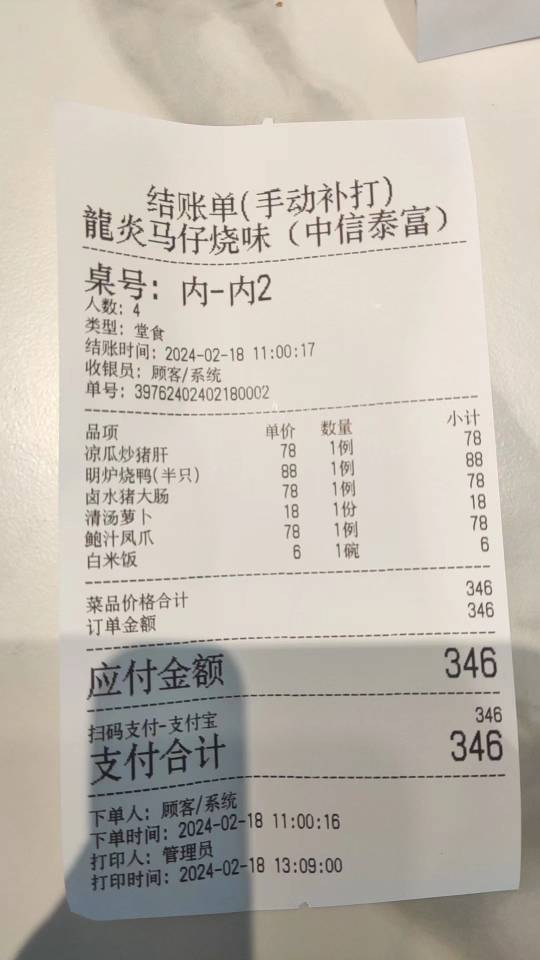 结账单(手动补打)
龍炎马仔烧味（中信泰富）
桌号: 内-内2
人数: 4
类型: 堂食
结账时间: 2024-02-18 11:00:17
收银员: 顾客/系统
单号: 39762402402180002
品项 单价 数量 小计
凉瓜炒猪肝 78 1例 78
明炉烧鸭(半只) 88 1例 88
卤水猪大肠 78 1例 78
清汤萝卜 18 1份 18
鲍汁凤爪 78 1例 78
白米饭 6 1碗 6
菜品价格合计 346
订单金额 346
应付金额 346
扫码支付-支付宝 346
支付合计 346
下单人: 顾客/系统
下单时间: 2024-02-18 11:00:16
打印人: 管理员
打印时间: 2024-02-18 13:09:00